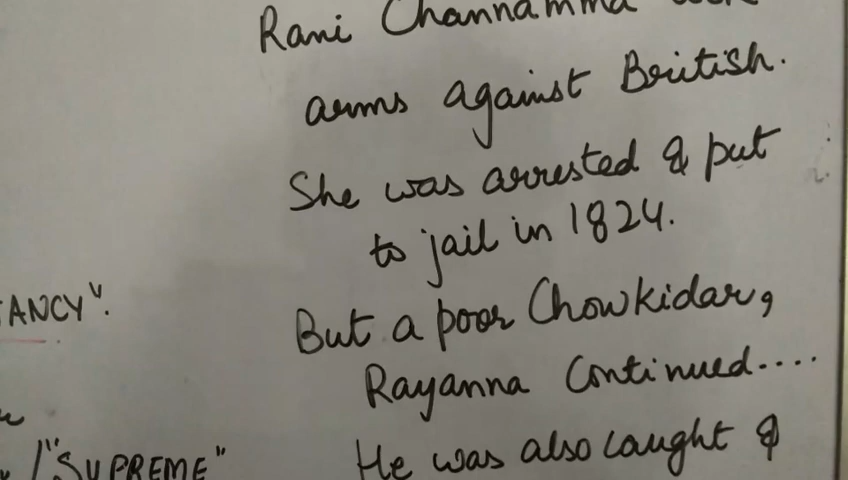 Rani Channamma
arms against British.
She was arrested & put
to jail in 1824.
But a poor Chowkidar,
Rayanna Continued....
He was also caught &
ANCY".
/"SUPREME"